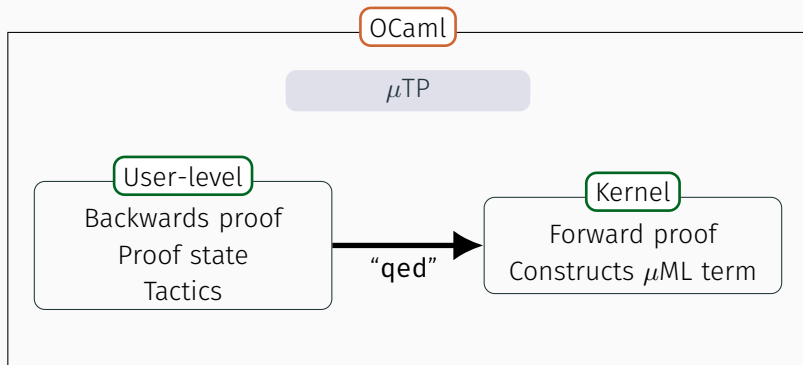 OCaml
μTP
User-level
Backwards proof
Proof state
Tactics
“qed”
Kernel
Forward proof
Constructs μML term